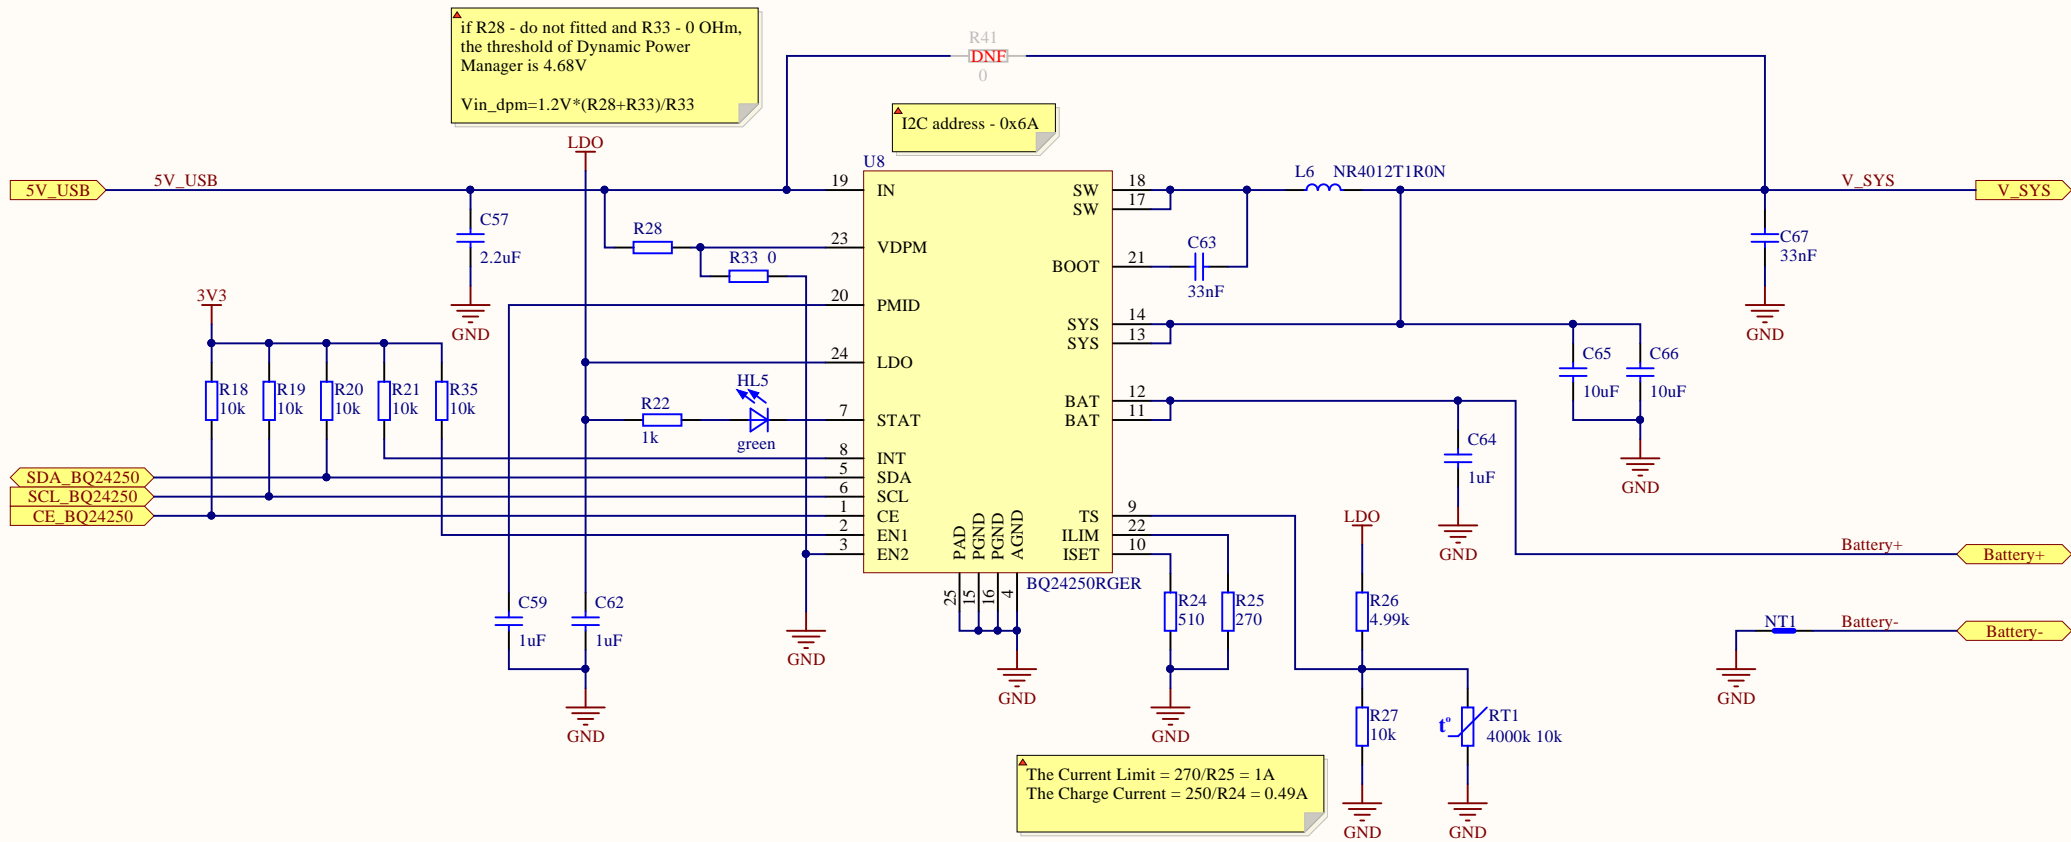 if R28 - do not fitted and R33 - 0 OHm,
the threshold of Dynamic Power
Manager is 4.68V
Vin_dpm=1.2V*(R28+R33)/R33
R41
DNF
0
I2C address - 0x6A
LDO
U8
5V_USB
5V_USB
19
IN
SW
18
L6
NR4012T1R0N
V_SYS
V_SYS
SW
17
C57
2.2uF
GND
R28
23
VDPM
R33 0
BOOT
21
C63
33nF
C67
33nF
GND
3V3
20
PMID
SYS
14
SYS
13
24
LDO
C65
10uF
C66
10uF
GND
R18
10k
R19
10k
R20
10k
R21
10k
R35
10k
HL5
green
R22
1k
7
STAT
BAT
12
BAT
11
C64
1uF
GND
8
INT
SDA_BQ24250
5
SDA
SCL_BQ24250
6
SCL
CE_BQ24250
1
CE
2
EN1
3
EN2
PAD
PGND
PGND
AGND
TS
9
ILIM
22
ISET
10
25
15
16
4
BQ24250RGER
LDO
Battery+
Battery+
C59
1uF
C62
1uF
GND
GND
GND
R24
510
R25
270
GND
R26
4.99k
NT1
Battery-
Battery-
GND
R27
10k
GND
t°
RT1
4000k 10k
GND
The Current Limit = 270/R25 = 1A
The Charge Current = 250/R24 = 0.49A